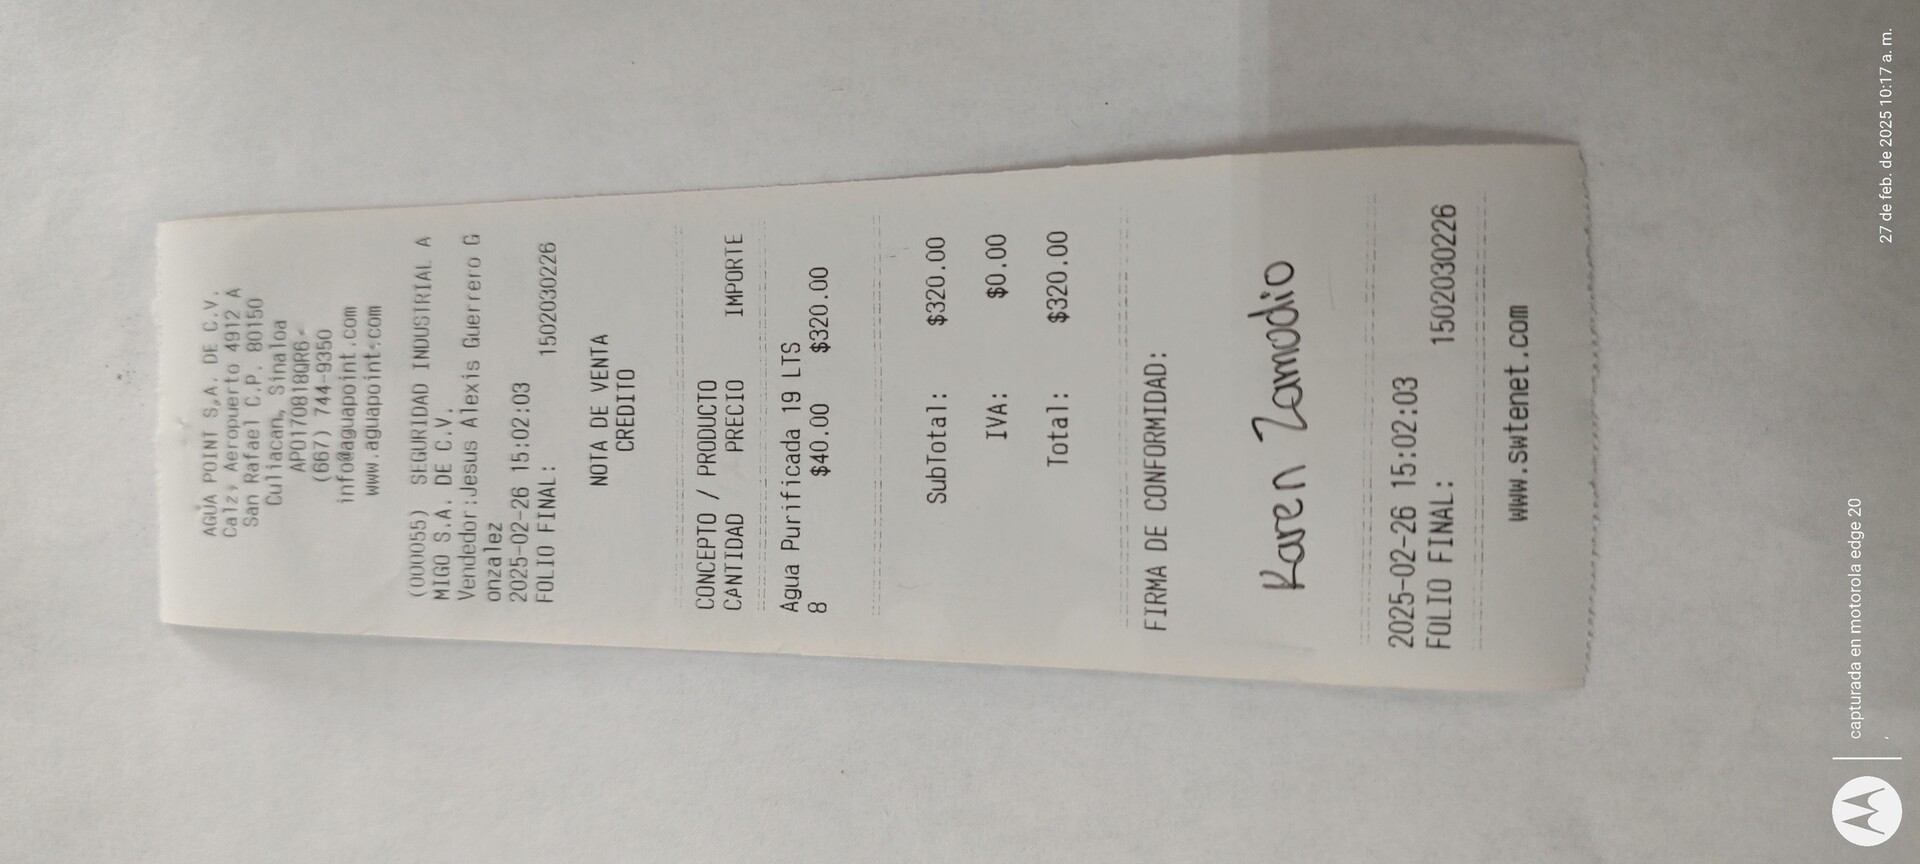 AGUA POINT S.A. DE C.V.
Calz, Aeropuerto 4912 A
San Rafael C.P. 80150
Culiacan, Sinaloa
APO170818QR6
(667) 744-9350
info@aguapoint.com
www.aguapoint.com
(000055) SEGURIDAD INDUSTRIAL A
MIGO S.A. DE C.V.
Vendedor:Jesus Alexis Guerrero G
onzalez
2025-02-26 15:02:03
FOLIO FINAL: 1502030226
NOTA DE VENTA
CREDITO
CONCEPTO / PRODUCTO
CANTIDAD PRECIO IMPORTE
Agua Purificada 19 LTS
8 $40.00 $320.00
SubTotal: $320.00
IVA: $0.00
Total: $320.00
FIRMA DE CONFORMIDAD:
Karen Zamodio
2025-02-26 15:02:03
FOLIO FINAL: 1502030226
www.swtenet.com
capturada en motorola edge 20
27 de feb. de 2025 10:17 a. m.